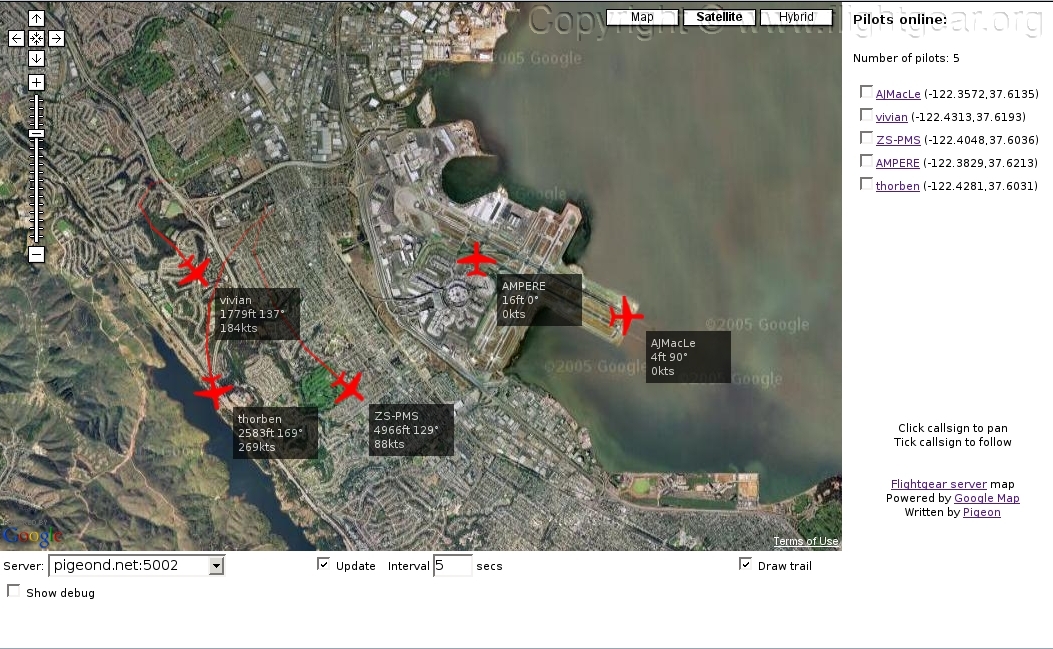 Copyright © www.flightgear.org
Map Satellite Hybrid
2005 Google
Google
©2005 Google
©2005 Google
Google
AMPERE
16ft 0°
0kts
AJMacLe
4ft 90°
0kts
vivian
1779ft 137°
184kts
thorben
2583ft 169°
269kts
ZS-PMS
4966ft 129°
88kts
Google
Terms of Use
Pilots online:
Number of pilots: 5
AJMacLe (-122.3572,37.6135)
vivian (-122.4313,37.6193)
ZS-PMS (-122.4048,37.6036)
AMPERE (-122.3829,37.6213)
thorben (-122.4281,37.6031)
Click callsign to pan
Tick callsign to follow
Flightgear server map
Powered by Google Map
Written by Pigeon
Server: pigeond.net:5002 Update Interval 5 secs Draw trail
Show debug